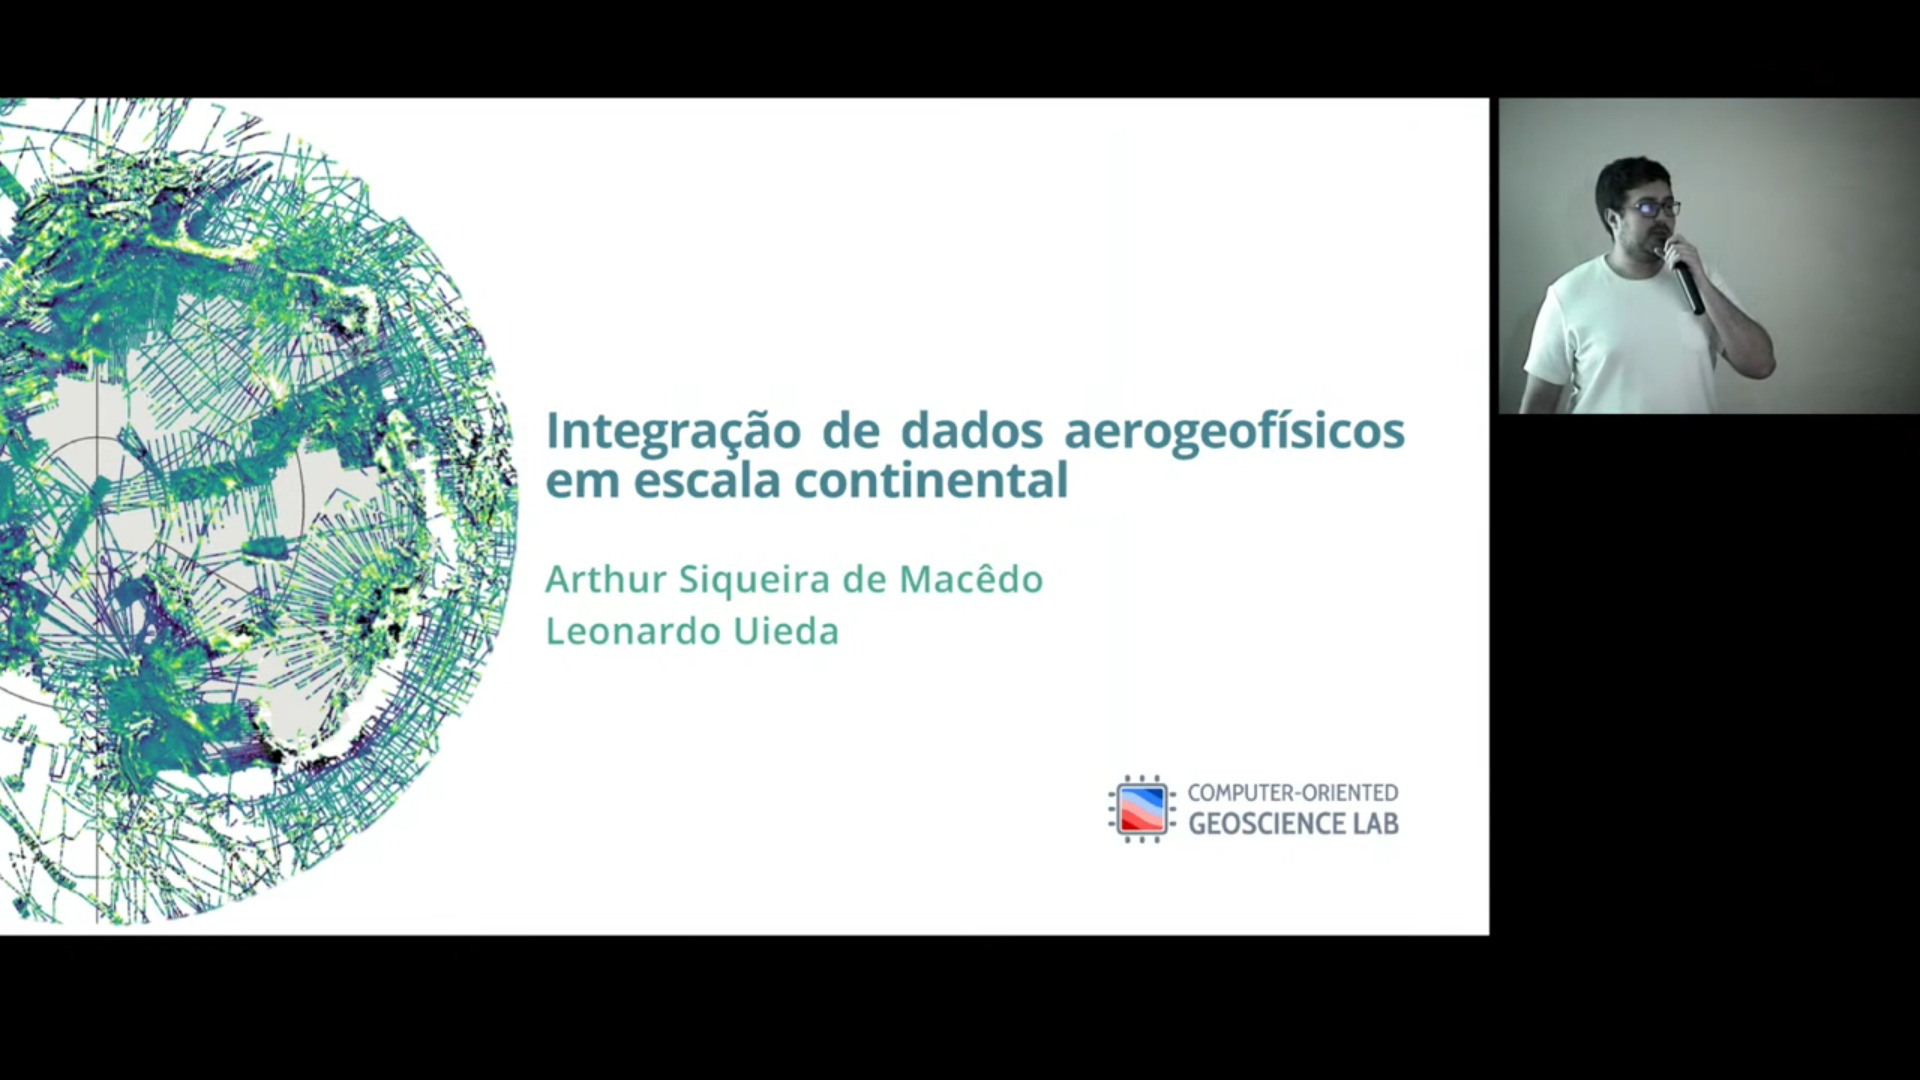 Integração de dados aerogeofísicos
em escala continental
Arthur Siqueira de Macêdo
Leonardo Uieda
COMPUTER-ORIENTED
GEOSCIENCE LAB